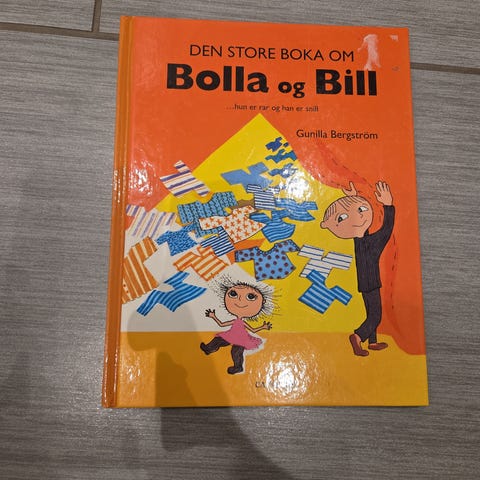 DEN STORE BOKA OM
Bolla og Bill
...hun er rar og han er snill
Gunilla Bergström